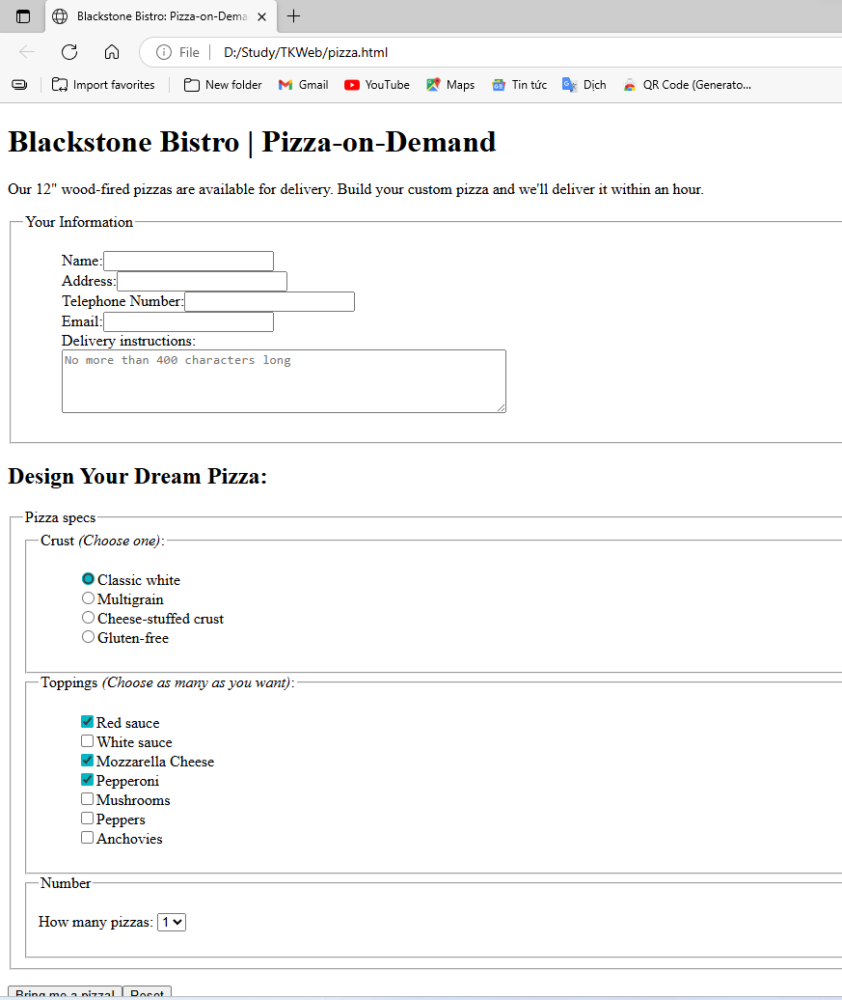 Blackstone Bistro: Pizza-on-Dema
File D:/Study/TKWeb/pizza.html
Import favorites New folder Gmail YouTube Maps Tin tức Dịch QR Code (Generato...
Blackstone Bistro | Pizza-on-Demand
Our 12" wood-fired pizzas are available for delivery. Build your custom pizza and we'll deliver it within an hour.
Your Information
Name:
Address:
Telephone Number:
Email:
Delivery instructions:
No more than 400 characters long
Design Your Dream Pizza:
Pizza specs
Crust (Choose one):
Classic white
Multigrain
Cheese-stuffed crust
Gluten-free
Toppings (Choose as many as you want):
Red sauce
White sauce
Mozzarella Cheese
Pepperoni
Mushrooms
Peppers
Anchovies
Number
How many pizzas: 1
Bring me a pizza! Reset